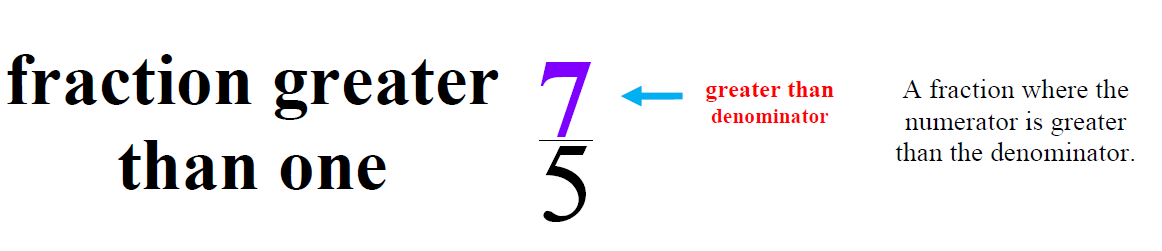 fraction greater
than one
7
5
greater than
denominator
A fraction where the
numerator is greater
than the denominator.